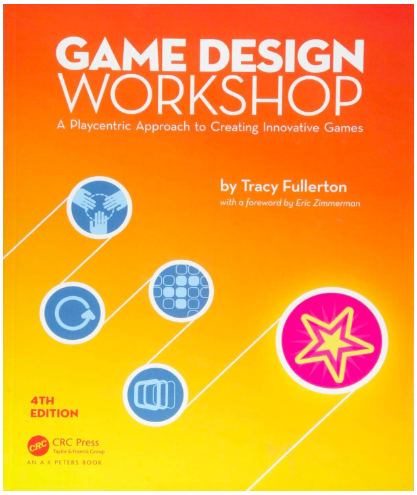 GAME DESIGN
WORKSHOP
A Playcentric Approach to Creating Innovative Games
by Tracy Fullerton
with a foreword by Eric Zimmerman
4TH
EDITION
CRC
CRC Press
Taylor & Francis Group
AN A K PETERS BOOK